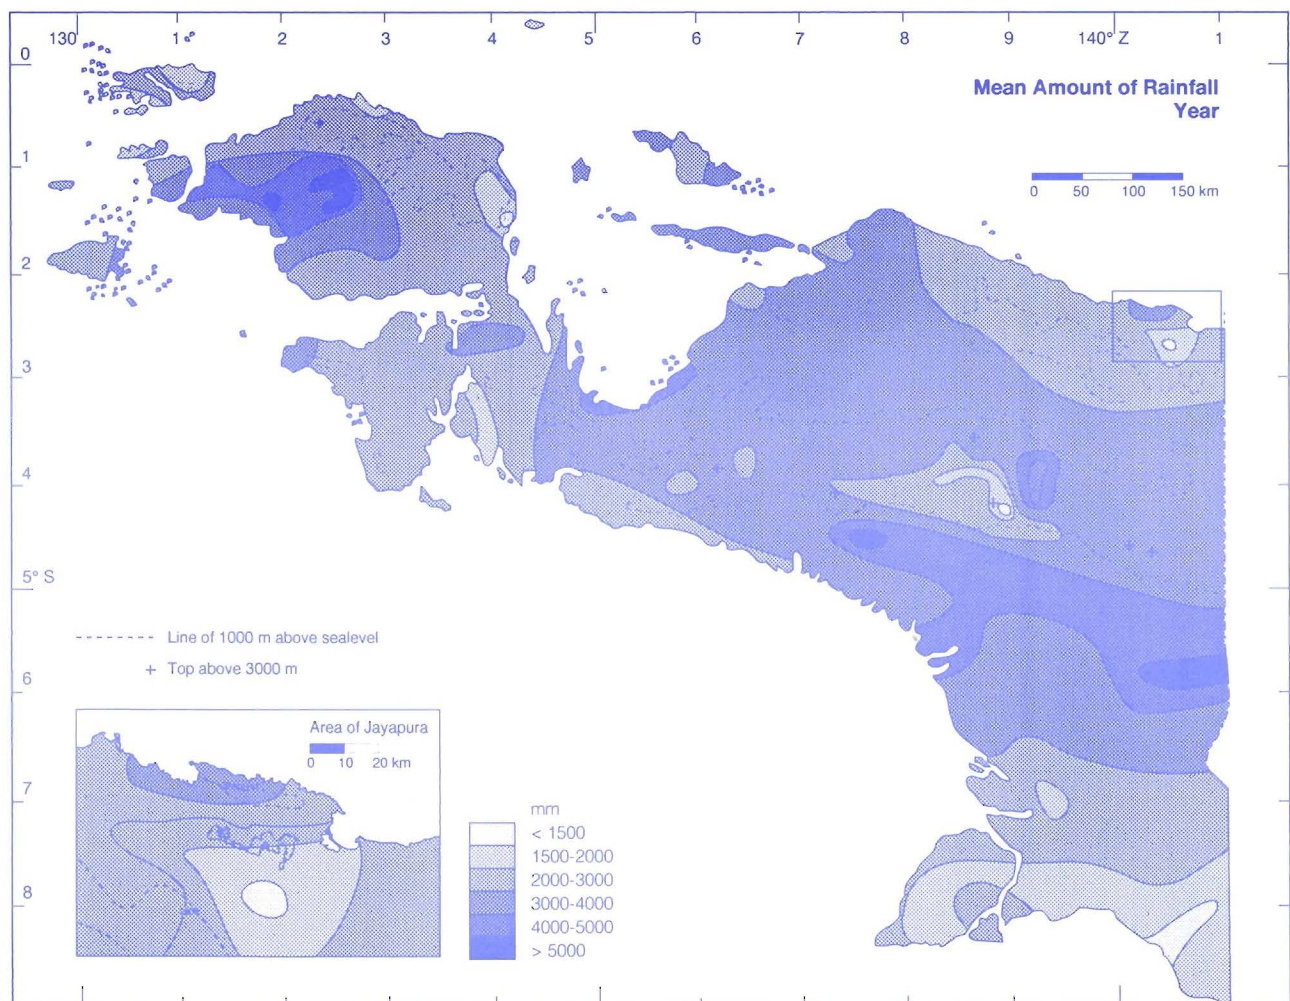 130 1 2 3 4 5 6 7 8 9 140° Z 1
0
Mean Amount of Rainfall
Year
1
0 50 100 150 km
2
3
4
5° S
Line of 1000 m above sealevel
+ Top above 3000 m
6
Area of Jayapura
0 10 20 km
7
mm
< 1500
1500-2000
2000-3000
8
3000-4000
4000-5000
> 5000